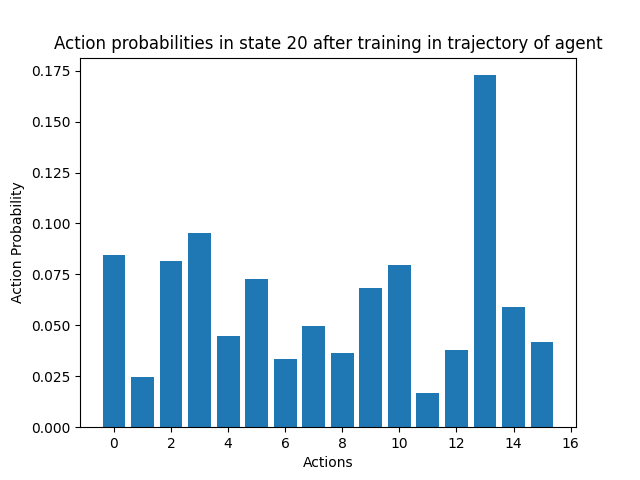 Action probabilities in state 20 after training in trajectory of agent
0.175
0.150
0.125
0.100
0.075
0.050
0.025
0.000
Action Probability
0 2 4 6 8 10 12 14 16
Actions